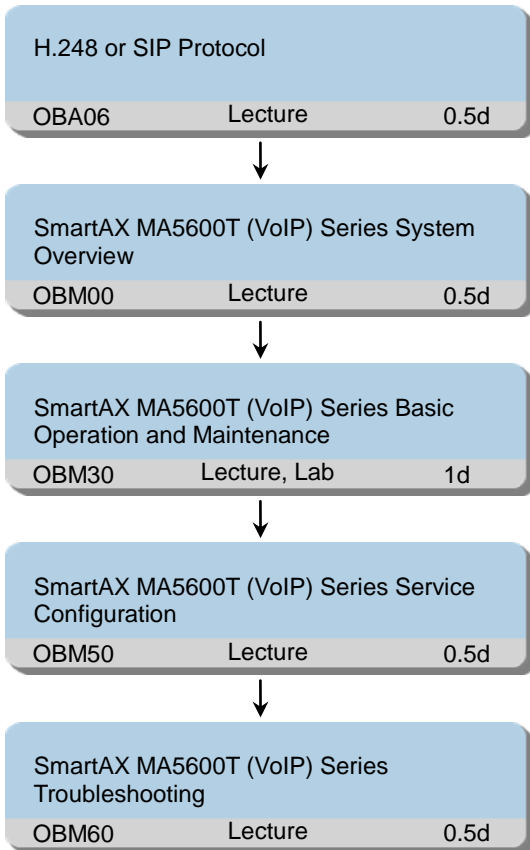 H.248 or SIP Protocol
OBA06 Lecture 0.5d
SmartAX MA5600T (VoIP) Series System
Overview
OBM00 Lecture 0.5d
SmartAX MA5600T (VoIP) Series Basic
Operation and Maintenance
OBM30 Lecture, Lab 1d
SmartAX MA5600T (VoIP) Series Service
Configuration
OBM50 Lecture 0.5d
SmartAX MA5600T (VoIP) Series
Troubleshooting
OBM60 Lecture 0.5d